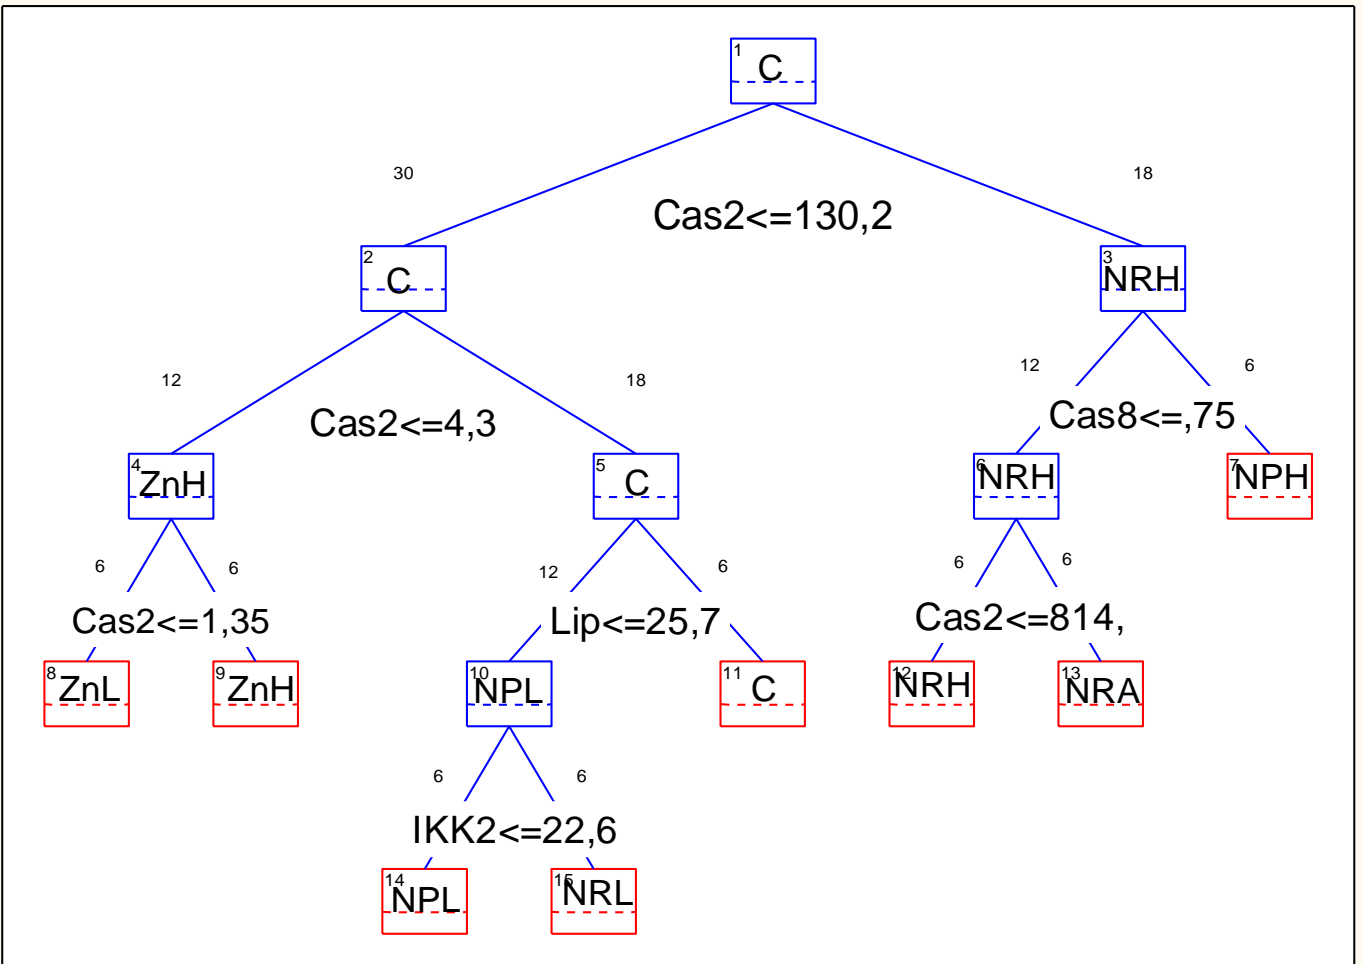 1
C
30
18
Cas2<=130,2
2
C
3
NRH
12
18
12
6
Cas2<=4,3
Cas8<=,75
4
ZnH
5
C
6
NRH
7
NPH
6
6
12
6
6
6
Cas2<=1,35
Lip<=25,7
Cas2<=814,
8
ZnL
9
ZnH
10
NPL
11
C
12
NRH
13
NRA
6
6
IKK2<=22,6
14
NPL
15
NRL